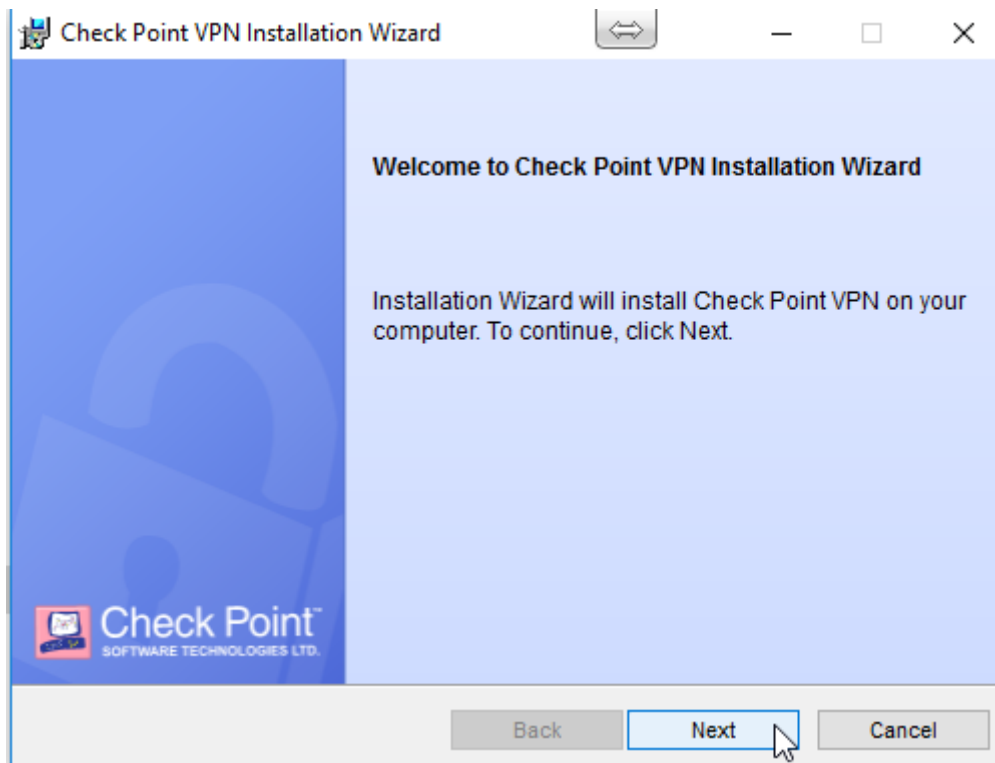 Check Point VPN Installation Wizard
Welcome to Check Point VPN Installation Wizard
Installation Wizard will install Check Point VPN on your
computer. To continue, click Next.
Check Point™
SOFTWARE TECHNOLOGIES LTD.
Back
Next
Cancel